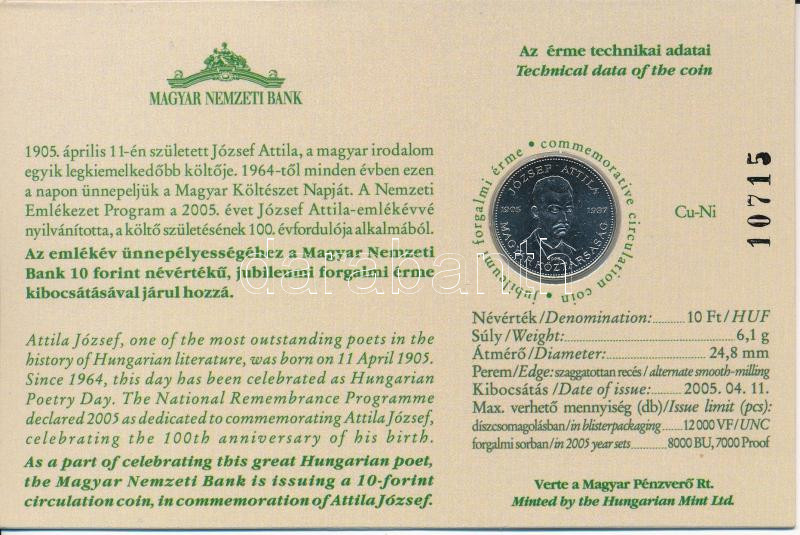 MAGYAR NEMZETI BANK
1905. április 11-én született József Attila, a magyar irodalom
egyik legkiemelkedőbb költője. 1964-től minden évben ezen
a napon ünnepeljük a Magyar Költészet Napját. A Nemzeti
Emlékezet Program a 2005. évet József Attila-emlékévvé
nyilvánította, a költő születésének 100. évfordulója alkalmából.
Az emlékév ünnepélyességéhez a Magyar Nemzeti
Bank 10 forint névértékű, jubileumi forgalmi érme
kibocsátásával járul hozzá.
Attila József, one of the most outstanding poets in the
history of Hungarian literature, was born on 11 April 1905.
Since 1964, this day has been celebrated as Hungarian
Poetry Day. The National Remembrance Programme
declared 2005 as dedicated to commemorating Attila József,
celebrating the 100th anniversary of his birth.
As a part of celebrating this great Hungarian poet,
the Magyar Nemzeti Bank is issuing a 10-forint
circulation coin, in commemoration of Attila József.
Az érme technikai adatai
Technical data of the coin
jubileumi forgalmi érme • commemorative circulation coin •
JÓZSEF ATTILA
1905 1937
MAGYAR KÖZTÁRSASÁG
Cu-Ni
10715
Névérték/Denomination: 10 Ft/HUF
Súly/Weight: 6,1 g
Átmérő/Diameter: 24,8 mm
Perem/Edge: szaggatottan recés/alternate smooth-milling
Kibocsátás/Date of issue: 2005. 04. 11.
Max. verhető mennyiség (db)/Issue limit (pcs):
díszcsomagolásban/in blisterpackaging 12 000 VF/UNC
forgalmi sorban/in 2005 year sets 8000 BU, 7000 Proof
Verte a Magyar Pénzverő Rt.
Minted by the Hungarian Mint Ltd.
darabanth